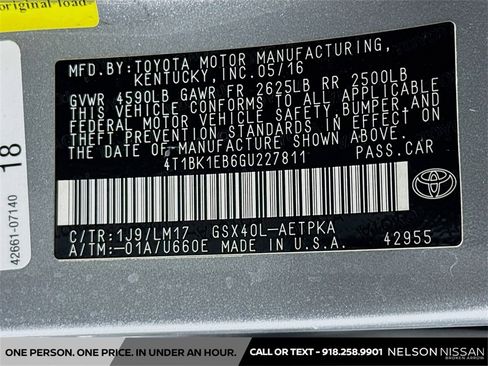 original load
MFD.BY:TOYOTA MOTOR MANUFACTURING,
KENTUCKY, INC.05/16
GVWR 4590LB GAWR FR 2625LB RR 2500LB
THIS VEHICLE CONFORMS TO ALL APPLICABLE
FEDERAL MOTOR VEHICLE SAFETY, BUMPER,AND
THEFT PREVENTION STANDARDS IN EFFECT ON
THE DATE OF MANUFACTURE SHOWN ABOVE.
4T1BK1EB6GU227811 PASS.CAR
C/TR:1J9/LM17 GSX40L-AETPKA
A/TM:-01A/U660E MADE IN U.S.A. 42955
TOYOTA
18
42661-07140
ONE PERSON. ONE PRICE. IN UNDER AN HOUR. CALL OR TEXT - 918.258.9901 NELSON NISSAN
BROKEN ARROW